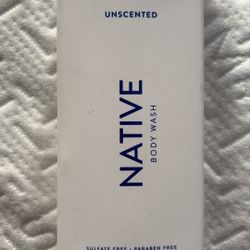 UNSCENTED
NATIVE
BODY WASH
SULFATE FREE • PARABEN FREE